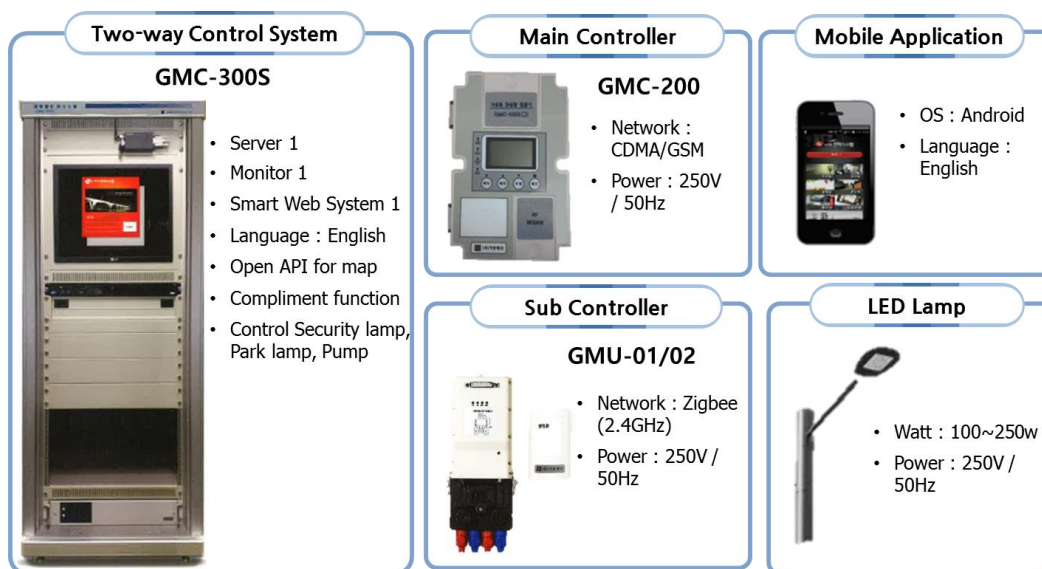 Two-way Control System
GMC-300S
• Server 1
• Monitor 1
• Smart Web System 1
• Language : English
• Open API for map
• Compliment function
• Control Security lamp,
Park lamp, Pump
Main Controller
GMC-200
• Network :
CDMA/GSM
• Power : 250V
/ 50Hz
Mobile Application
• OS : Android
• Language :
English
Sub Controller
GMU-01/02
• Network : Zigbee
(2.4GHz)
• Power : 250V /
50Hz
LED Lamp
• Watt : 100~250w
• Power : 250V /
50Hz